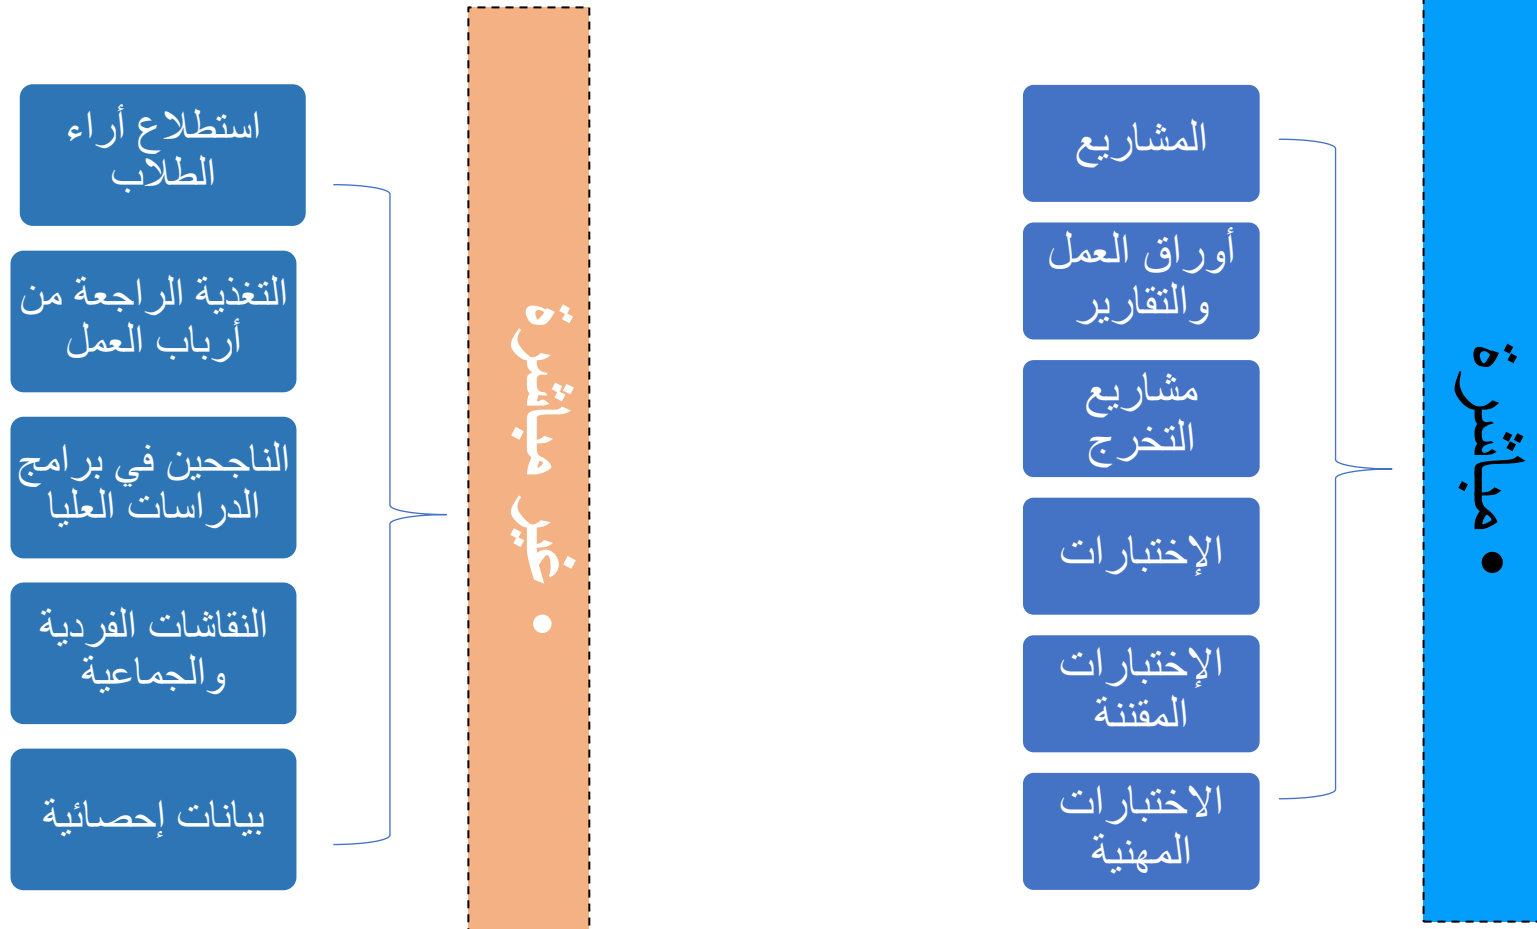 • مباشرة
المشاريع
أوراق العمل
والتقارير
مشاريع
التخرج
الإختبارات
الإختبارات
المقننة
الاختبارات
المهنية
• غير مباشرة
استطلاع أراء
الطلاب
التغذية الراجعة من
أرباب العمل
الناجحين في برامج
الدراسات العليا
النقاشات الفردية
والجماعية
بيانات إحصائية